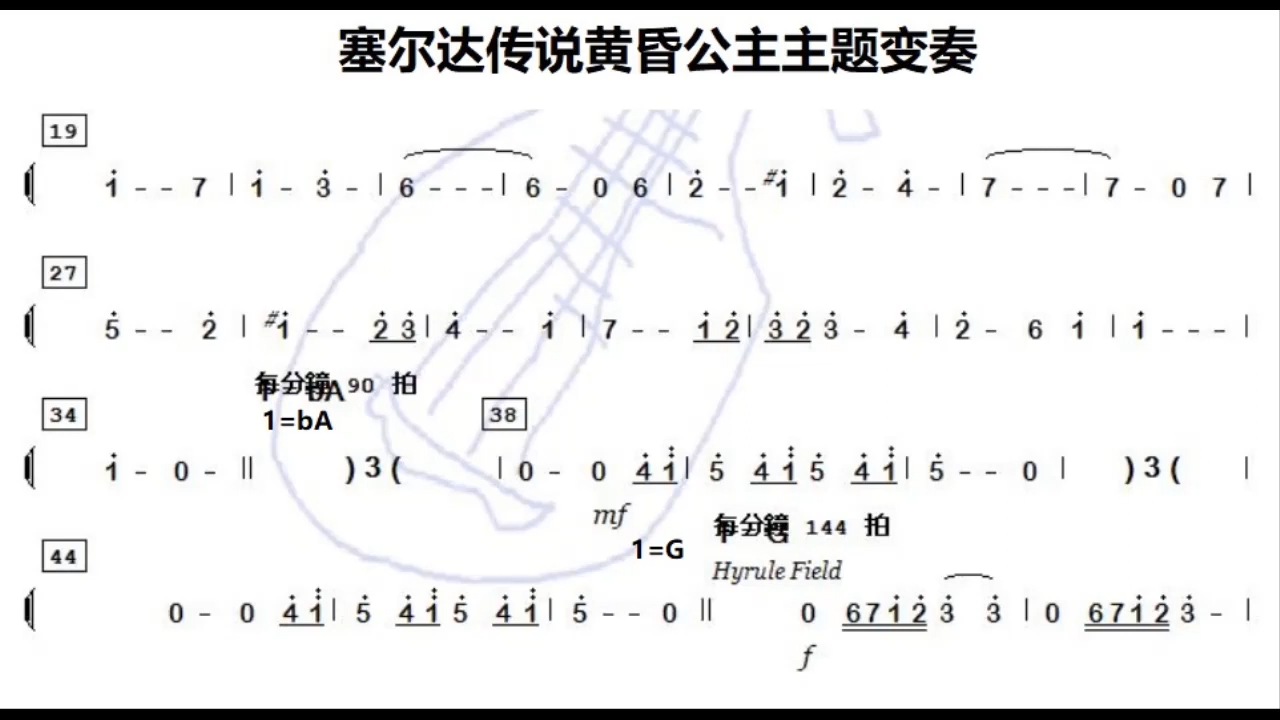 塞尔达传说黄昏公主主题变奏
19
1̇ - - 7 | 1̇ - 3̇ - | 6 - - - | 6 - 0 6 | 2̇ - - #1̇ | 2̇ - 4̇ - | 7 - - - | 7 - 0 7 |
27
5̇ - - 2̇ | #1̇ - - 2̇ 3̇ | 4̇ - - 1̇ | 7 - - 1̇ 2̇ | 3̇ 2̇ 3̇ - 4̇ | 2̇ - 6 1̇ | 1̇ - - - |
每分鐘 90 拍
1=bA
34 38
1̇ - 0 - || ) 3 ( | 0 - 0 4̇ 1̈ | 5̇ 4̇ 1̈ 5̇ 4̇ 1̈ | 5̇ - - 0 | ) 3 ( |
mf
每分鐘 144 拍
1=G
Hyrule Field
44
0 - 0 4̇ 1̈ | 5̇ 4̇ 1̈ 5̇ 4̇ 1̈ | 5̇ - - 0 || 0 6 7 1̇ 2̇ 3̇ 3̇ | 0 6 7 1̇ 2̇ 3̇ - |
f